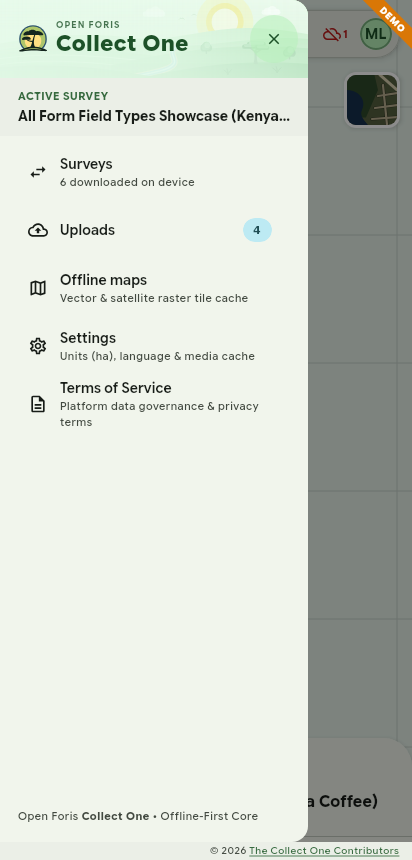 OPEN FORIS
Collect One
1
ML
DEMO
ACTIVE SURVEY
All Form Field Types Showcase (Kenya...
Surveys
6 downloaded on device
Uploads
4
Offline maps
Vector & satellite raster tile cache
Settings
Units (ha), language & media cache
Terms of Service
Platform data governance & privacy
terms
a Coffee)
Open Foris Collect One • Offline-First Core
© 2026 The Collect One Contributors